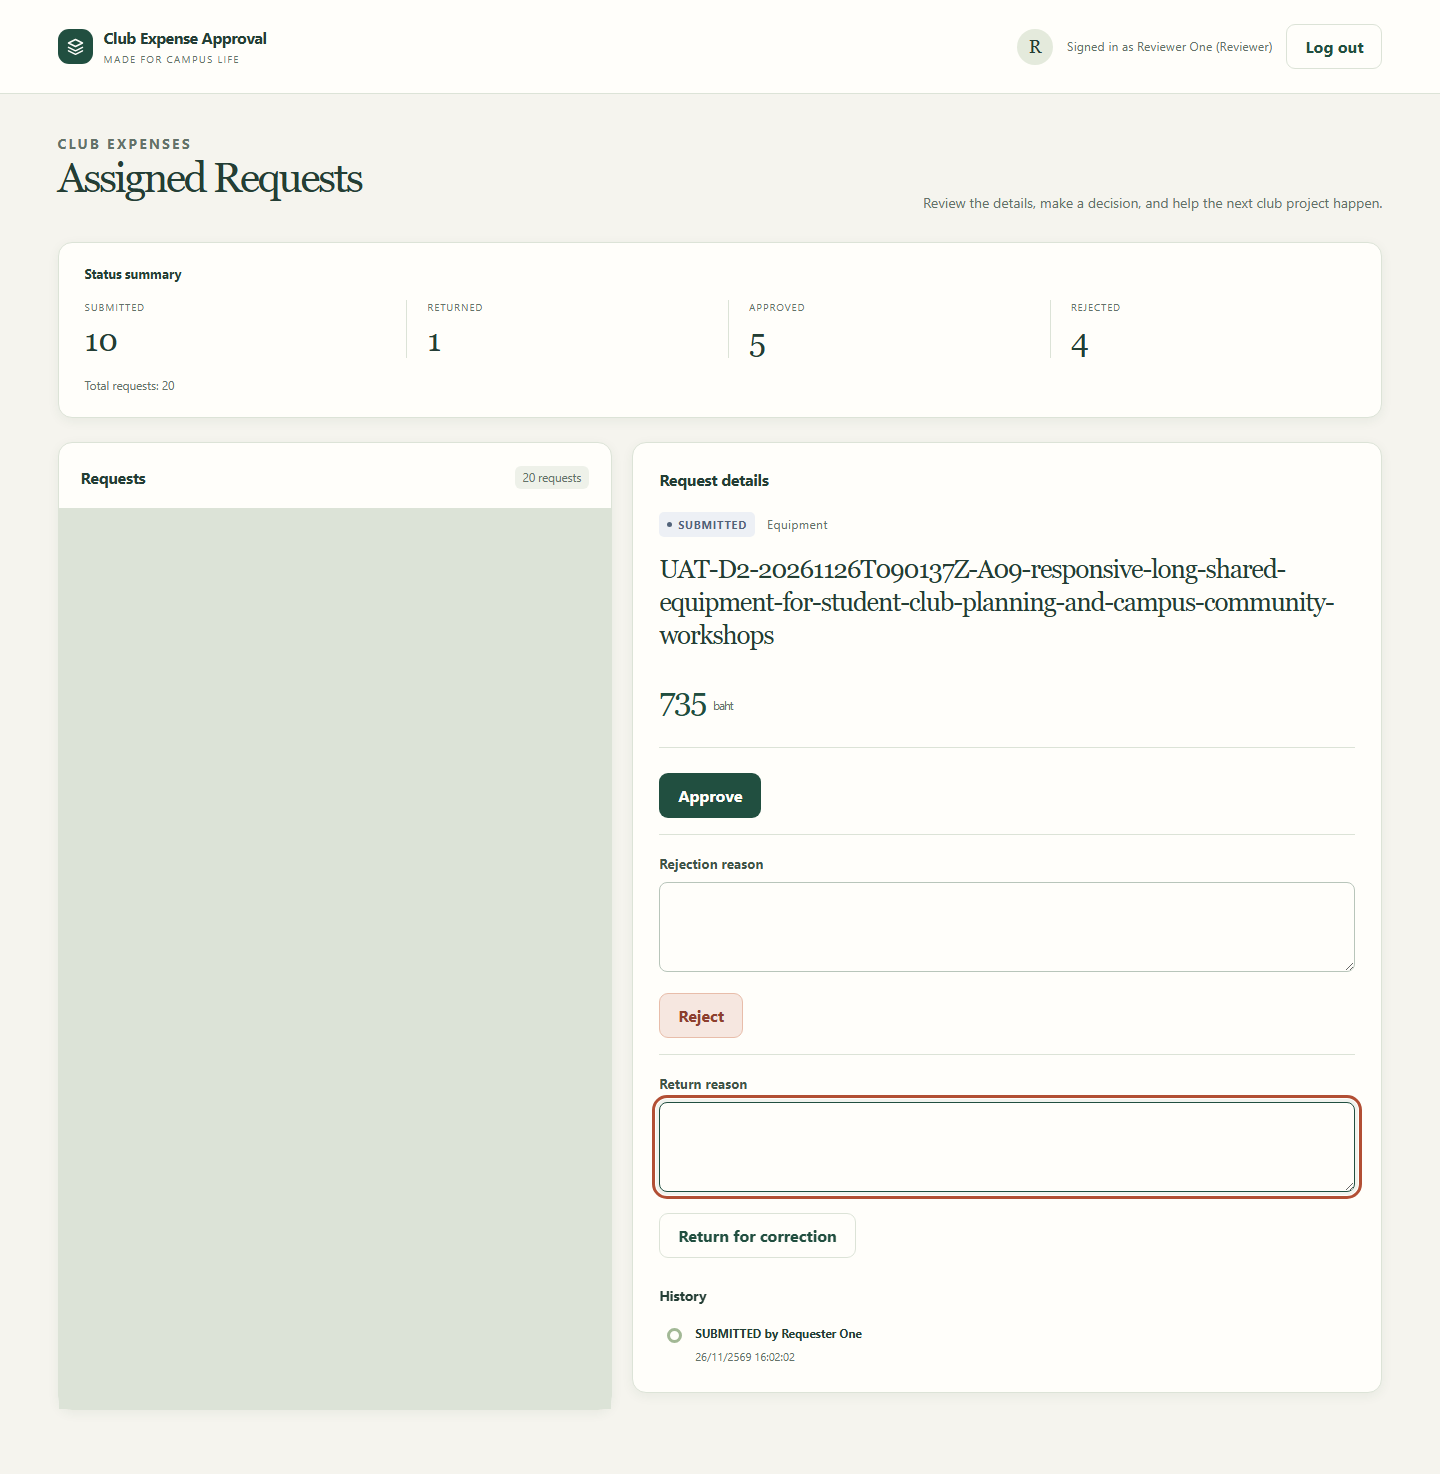 Club Expense Approval
MADE FOR CAMPUS LIFE
R
Signed in as Reviewer One (Reviewer)
Log out
CLUB EXPENSES
Assigned Requests
Review the details, make a decision, and help the next club project happen.
Status summary
SUBMITTED
10
RETURNED
1
APPROVED
5
REJECTED
4
Total requests: 20
Requests
20 requests
Request details
SUBMITTED
Equipment
UAT-D2-20261126T090137Z-A09-responsive-long-shared-
equipment-for-student-club-planning-and-campus-community-
workshops
735 baht
Approve
Rejection reason
Reject
Return reason
Return for correction
History
SUBMITTED by Requester One
26/11/2569 16:02:02